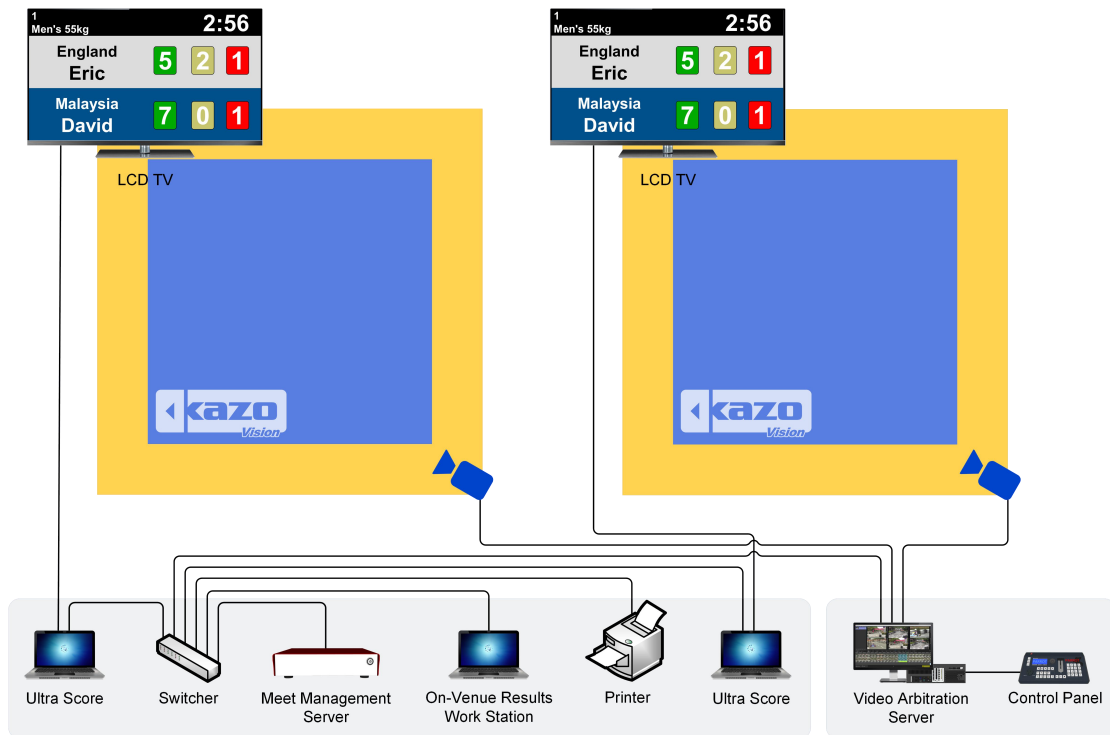 1
Men's 55kg
2:56
England
Eric
5 2 1
Malaysia
David
7 0 1
LCD TV
kazo
Vision
1
Men's 55kg
2:56
England
Eric
5 2 1
Malaysia
David
7 0 1
LCD TV
kazo
Vision
Ultra Score
Switcher
Meet Management
Server
On-Venue Results
Work Station
Printer
Ultra Score
Video Arbitration
Server
Control Panel